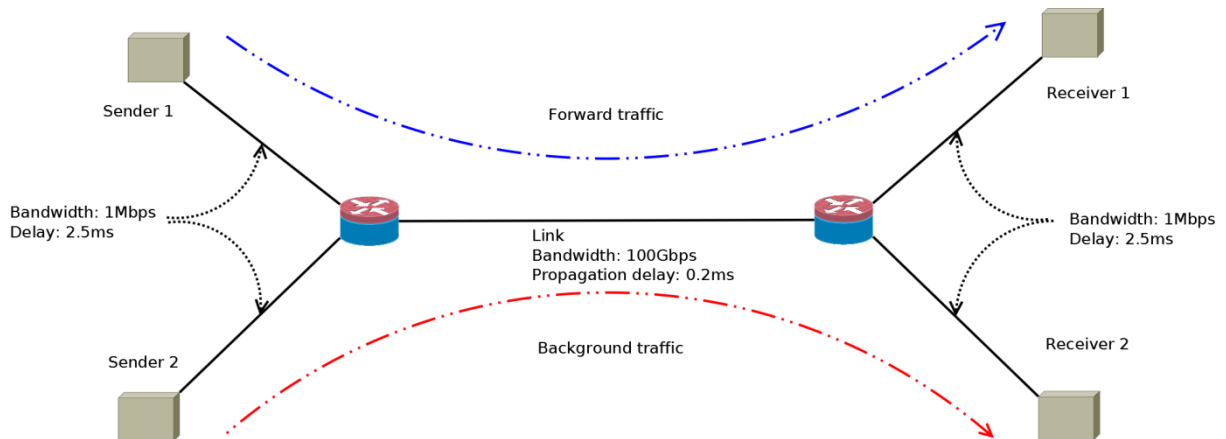 Sender 1
Receiver 1
Forward traffic
Bandwidth: 1Mbps
Delay: 2.5ms
Bandwidth: 1Mbps
Delay: 2.5ms
Link
Bandwidth: 100Gbps
Propagation delay: 0.2ms
Background traffic
Sender 2
Receiver 2